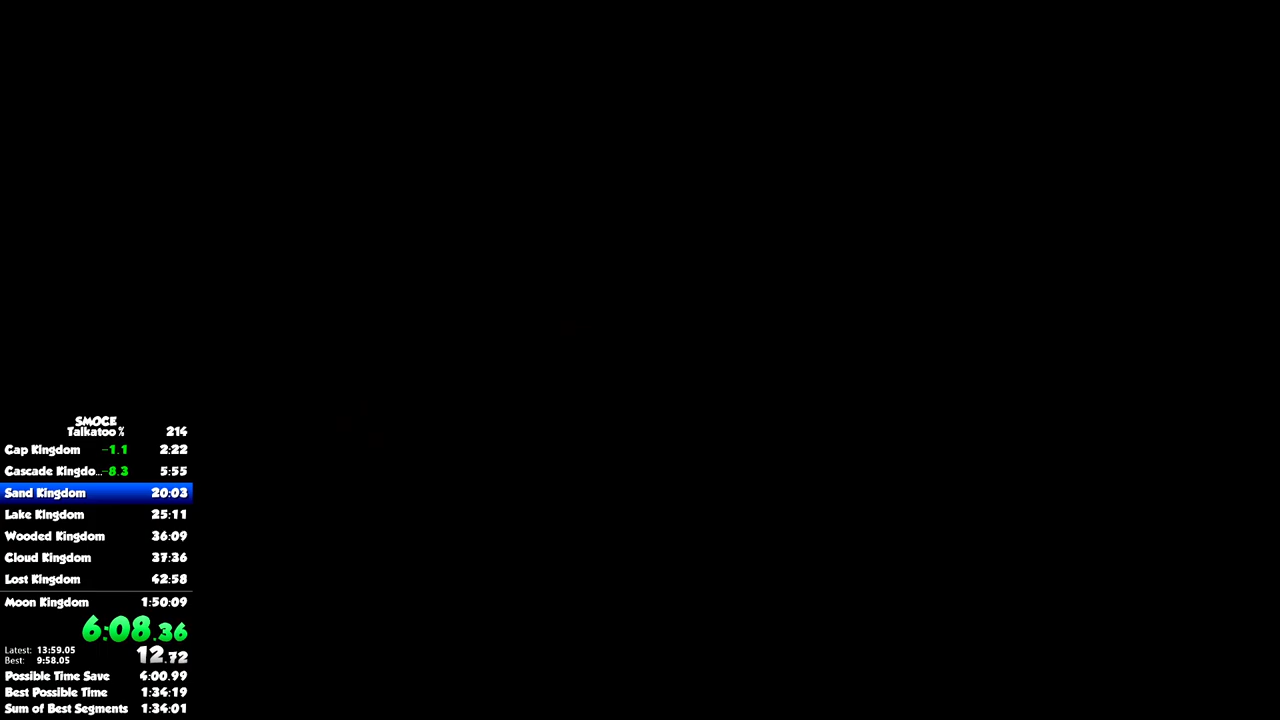 SMOCE
Talkatoo% 214
Cap Kingdom -1.1 2:22
Cascade Kingdo... -8.3 5:55
Sand Kingdom 20:03
Lake Kingdom 25:11
Wooded Kingdom 36:09
Cloud Kingdom 37:36
Lost Kingdom 42:58
Moon Kingdom 1:50:09
6:08.36
Latest: 13:59.05
Best: 9:58.05
12.72
Possible Time Save 4:00.99
Best Possible Time 1:34:19
Sum of Best Segments 1:34:01